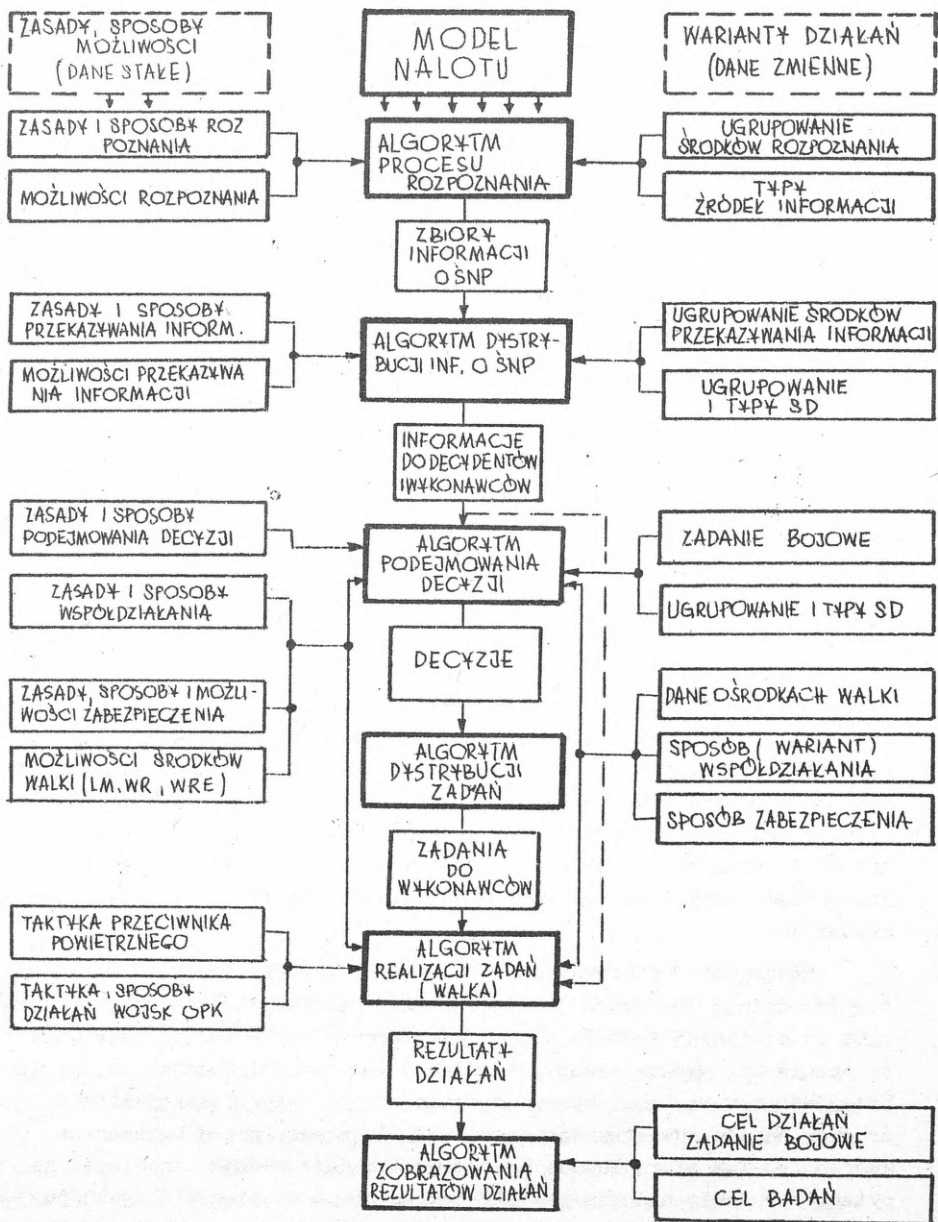 ZASADY, SPOSOBY
MOŻLIWOŚCI
(DANE STAŁE)
MODEL
NALOTU
WARIANTY DZIAŁAŃ
(DANE ZMIENNE)
ZASADY I SPOSOBY ROZ
POZNANIA
MOŻLIWOŚCI ROZPOZNANIA
ALGORYTM
PROCESU
ROZPOZNANIA
UGRUPOWANIE
ŚRODKÓW ROZPOZNANIA
TYPY
ŹRÓDEŁ INFORMACJI
ZBIORY
INFORMACJI
O ŚNP
ZASADY I SPOSOBY
PRZEKAZYWANIA INFORM.
MOŻLIWOŚCI PRZEKAZYWA
NIA INFORMACJI
ALGORYTM DYSTRY-
BUCJI INF. O ŚNP
UGRUPOWANIE ŚRODKÓW
PRZEKAZYWANIA INFORMACJI
UGRUPOWANIE
I TYPY SD
INFORMACJE
DO DECYDENTÓW
I WYKONAWCÓW
ZASADY I SPOSOBY
PODEJMOWANIA DECYZJI
ZASADY I SPOSOBY
WSPÓŁDZIAŁANIA
ZASADY, SPOSOBY I MOŻLI-
WOŚCI ZABEZPIECZENIA
MOŻLIWOŚCI ŚRODKÓW
WALKI (LM, WR, WRE)
ALGORYTM
PODEJMOWANIA
DECYZJI
ZADANIE BOJOWE
UGRUPOWANIE I TYPY SD
DECYZJE
DANE O ŚRODKACH WALKI
SPOSÓB (WARIANT)
WSPÓŁDZIAŁANIA
SPOSÓB ZABEZPIECZENIA
ALGORYTM
DYSTRYBUCJI
ZADAŃ
ZADANIA
DO
WYKONAWCÓW
TAKTYKA PRZECIWNIKA
POWIETRZNEGO
TAKTYKA, SPOSOBY
DZIAŁAŃ WOJSK OPK
ALGORYTM
REALIZACJI ZADAŃ
(WALKA)
REZULTATY
DZIAŁAŃ
ALGORYTM
ZOBRAZOWANIA
REZULTATÓW DZIAŁAŃ
CEL DZIAŁAŃ
ZADANIE BOJOWE
CEL BADAŃ